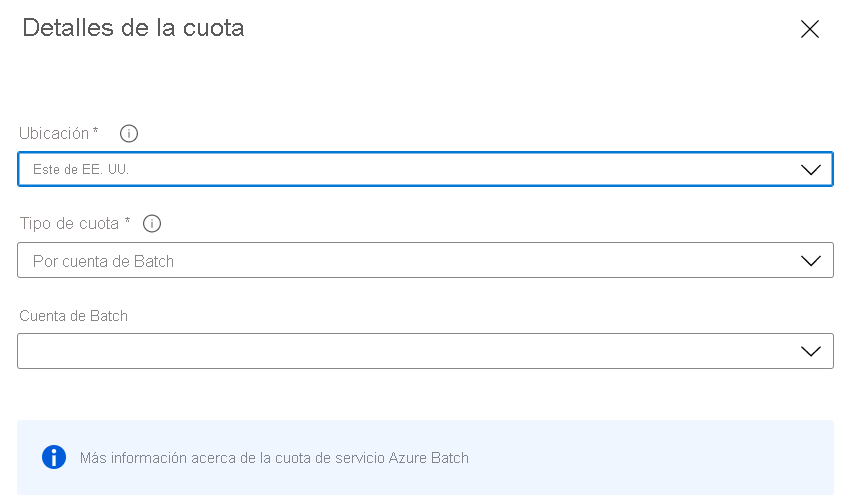 Detalles de la cuota
Ubicación *
Este de EE. UU.
Tipo de cuota *
Por cuenta de Batch
Cuenta de Batch
Más información acerca de la cuota de servicio Azure Batch